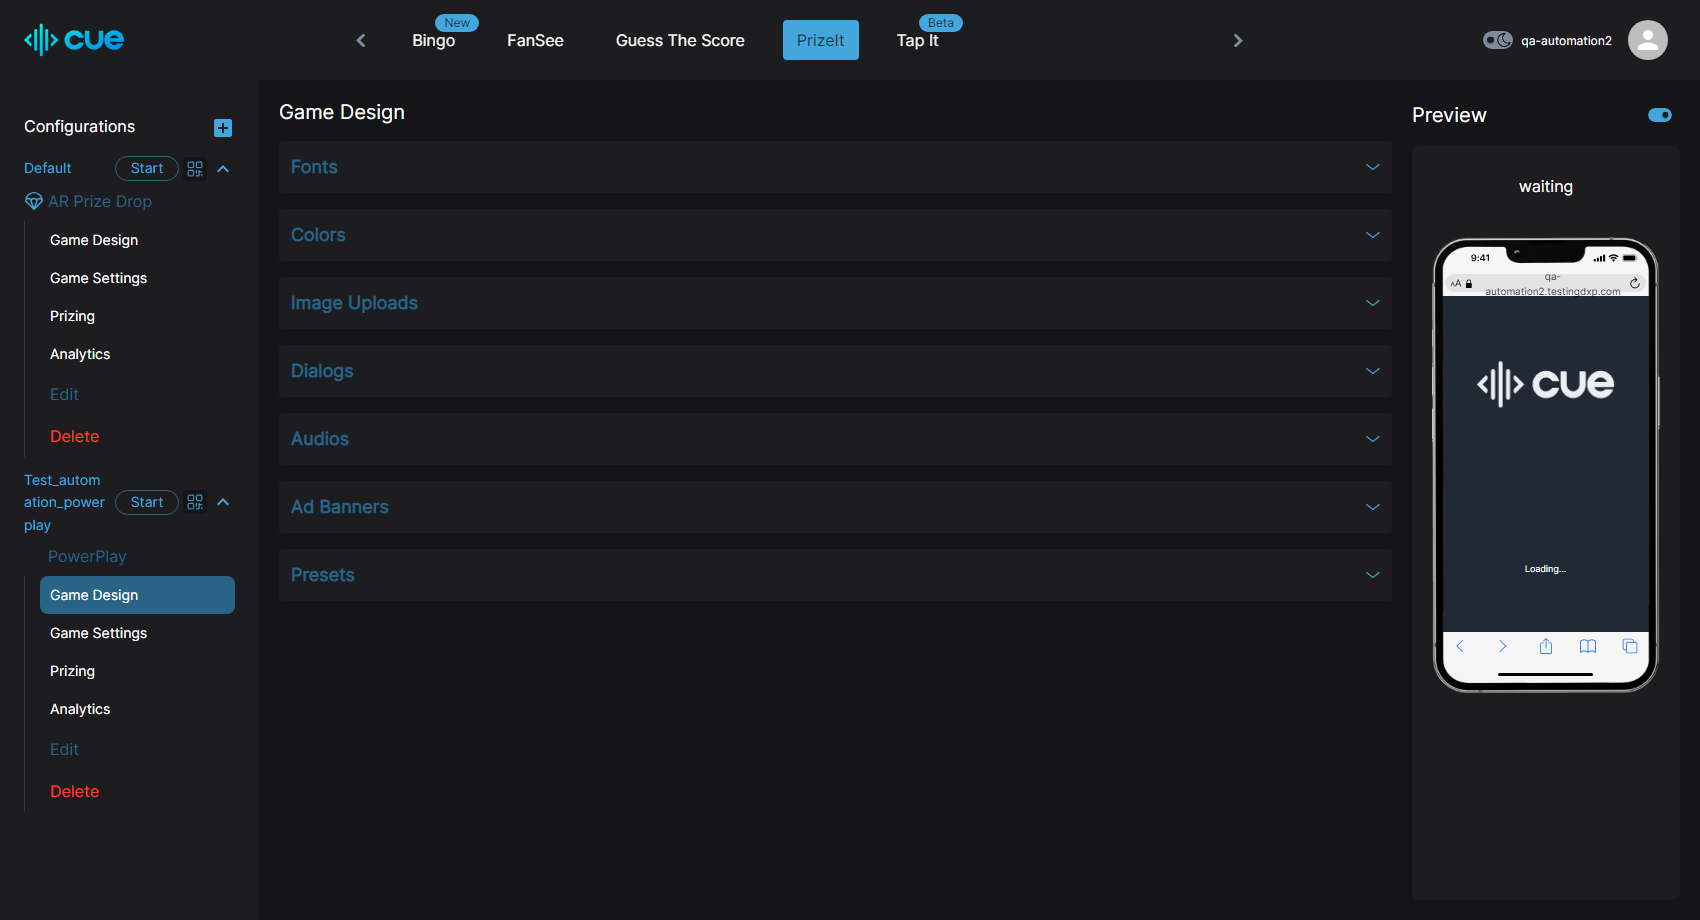 cue
Bingo
New
FanSee
Guess The Score
PrizeIt
Tap It
Beta
qa-automation2
Configurations
Default
Start
AR Prize Drop
Game Design
Game Settings
Prizing
Analytics
Edit
Delete
Test_autom
ation_power
play
Start
PowerPlay
Game Design
Game Settings
Prizing
Analytics
Edit
Delete
Game Design
Fonts
Colors
Image Uploads
Dialogs
Audios
Ad Banners
Presets
Preview
waiting
9:41
AA
qa-
automation2.testingdxp.com
cue
Loading...